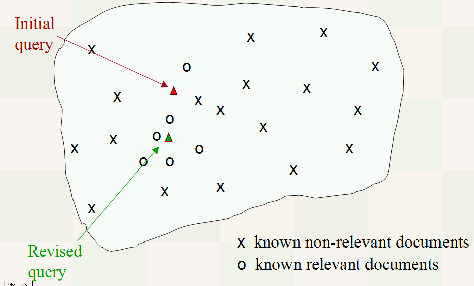 Initial
query
x
x
x
o
x
x
x
x
x
x
x
o
x
o
x
x
o
x
o
o
x
x
x
x
x known non-relevant documents
o known relevant documents
Revised
query